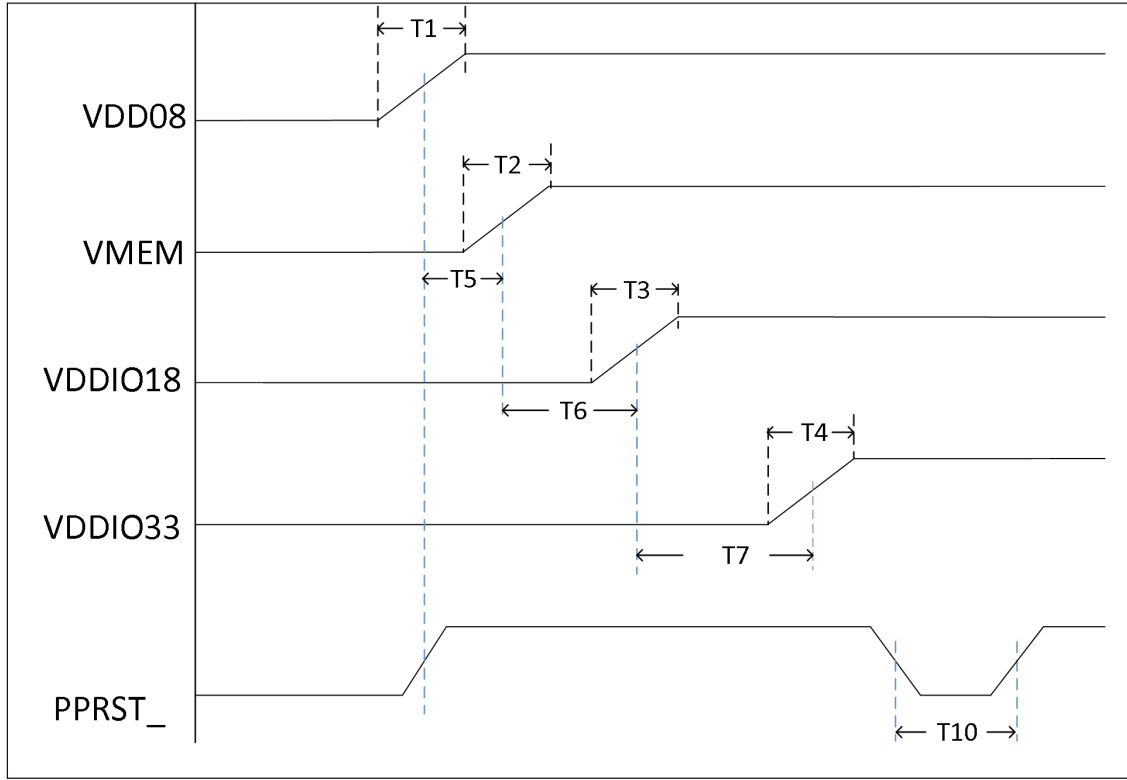 T1
VDD08
T2
VMEM
T5
T3
VDDIO18
T6
T4
VDDIO33
T7
PPRST_
T10